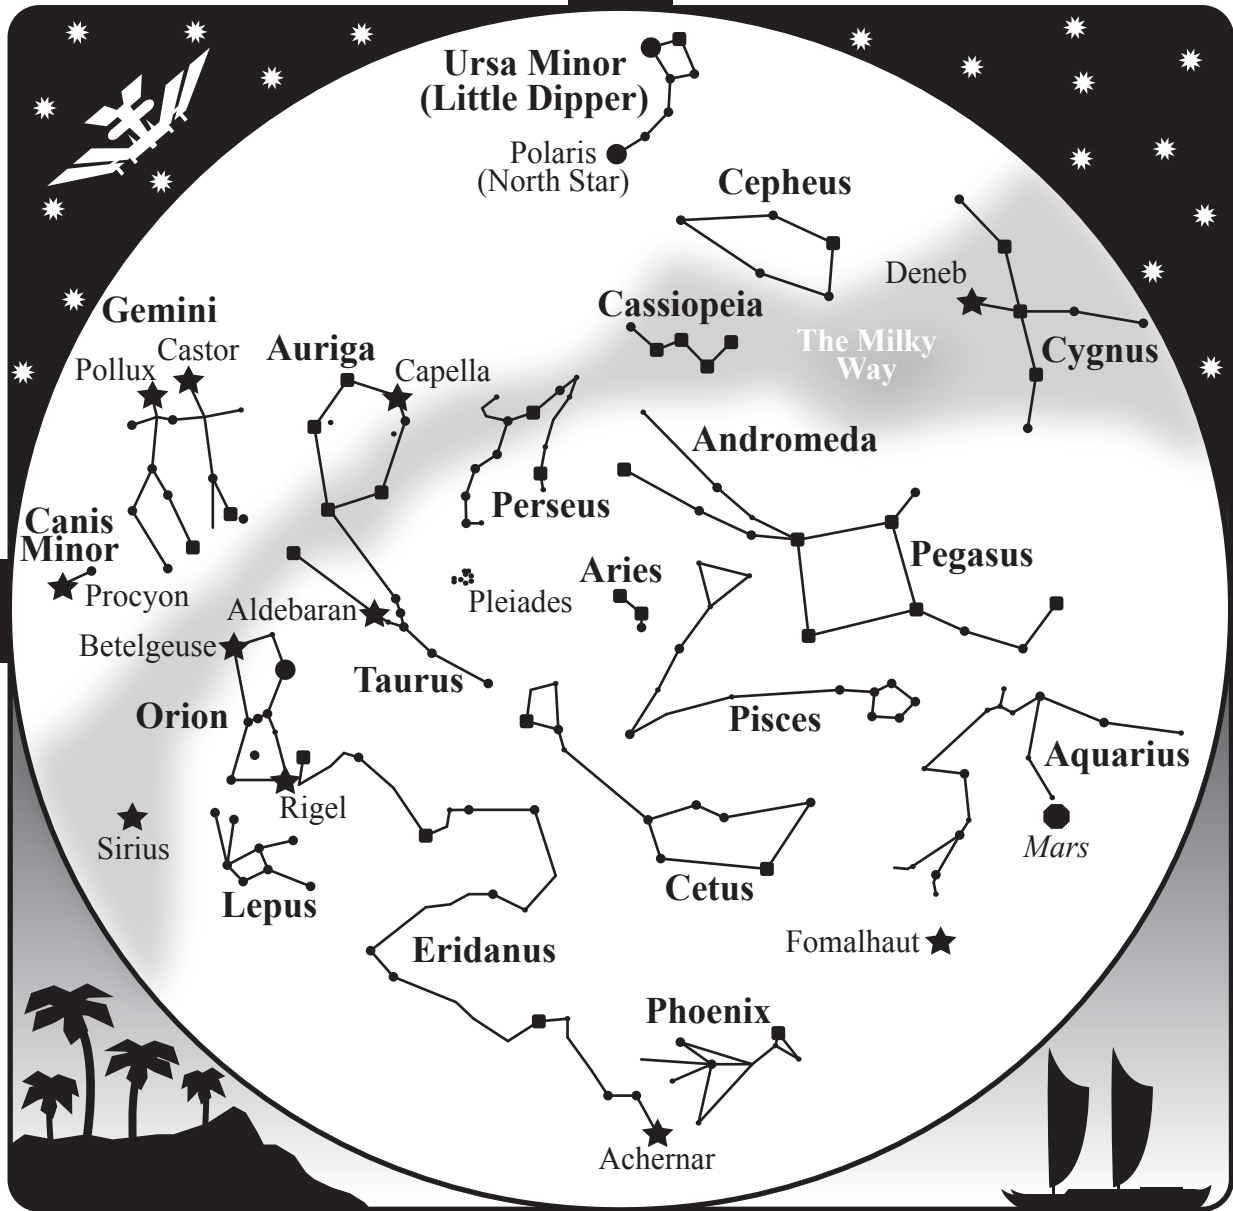 Ursa Minor
(Little Dipper)
Polaris
(North Star)
Cepheus
Deneb
Cassiopeia
The Milky
Way
Cygnus
Gemini
Castor
Pollux
Auriga
Capella
Andromeda
Perseus
Canis
Minor
Procyon
Pegasus
Aries
Pleiades
Aldebaran
Betelgeuse
Taurus
Orion
Pisces
Aquarius
Rigel
Sirius
Mars
Lepus
Cetus
Eridanus
Fomalhaut
Phoenix
Achernar